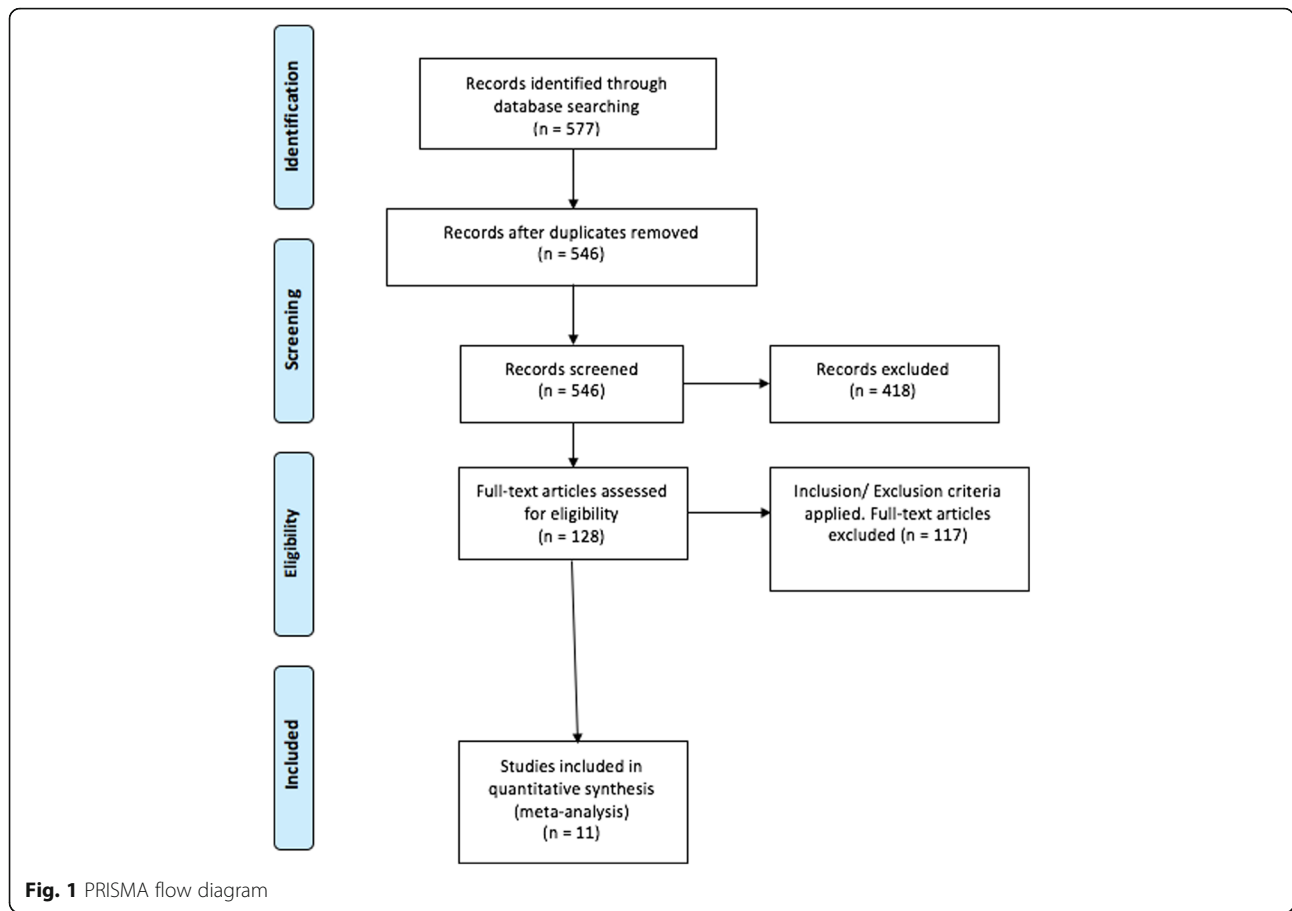 Identification
Records identified through
database searching
(n = 577)
Records after duplicates removed
(n = 546)
Screening
Records screened
(n = 546)
Records excluded
(n = 418)
Eligibility
Full-text articles assessed
for eligibility
(n = 128)
Inclusion/ Exclusion criteria
applied. Full-text articles
excluded (n = 117)
Included
Studies included in
quantitative synthesis
(meta-analysis)
(n = 11)
Fig. 1 PRISMA flow diagram